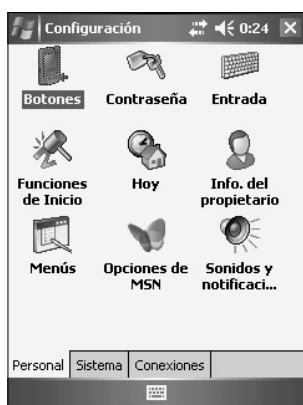 Configuración 0:24
Botones Contraseña Entrada
Funciones de Inicio
Hoy
Info. del propietario
Menús
Opciones de MSN
Sonidos y notificaci...
Personal Sistema Conexiones